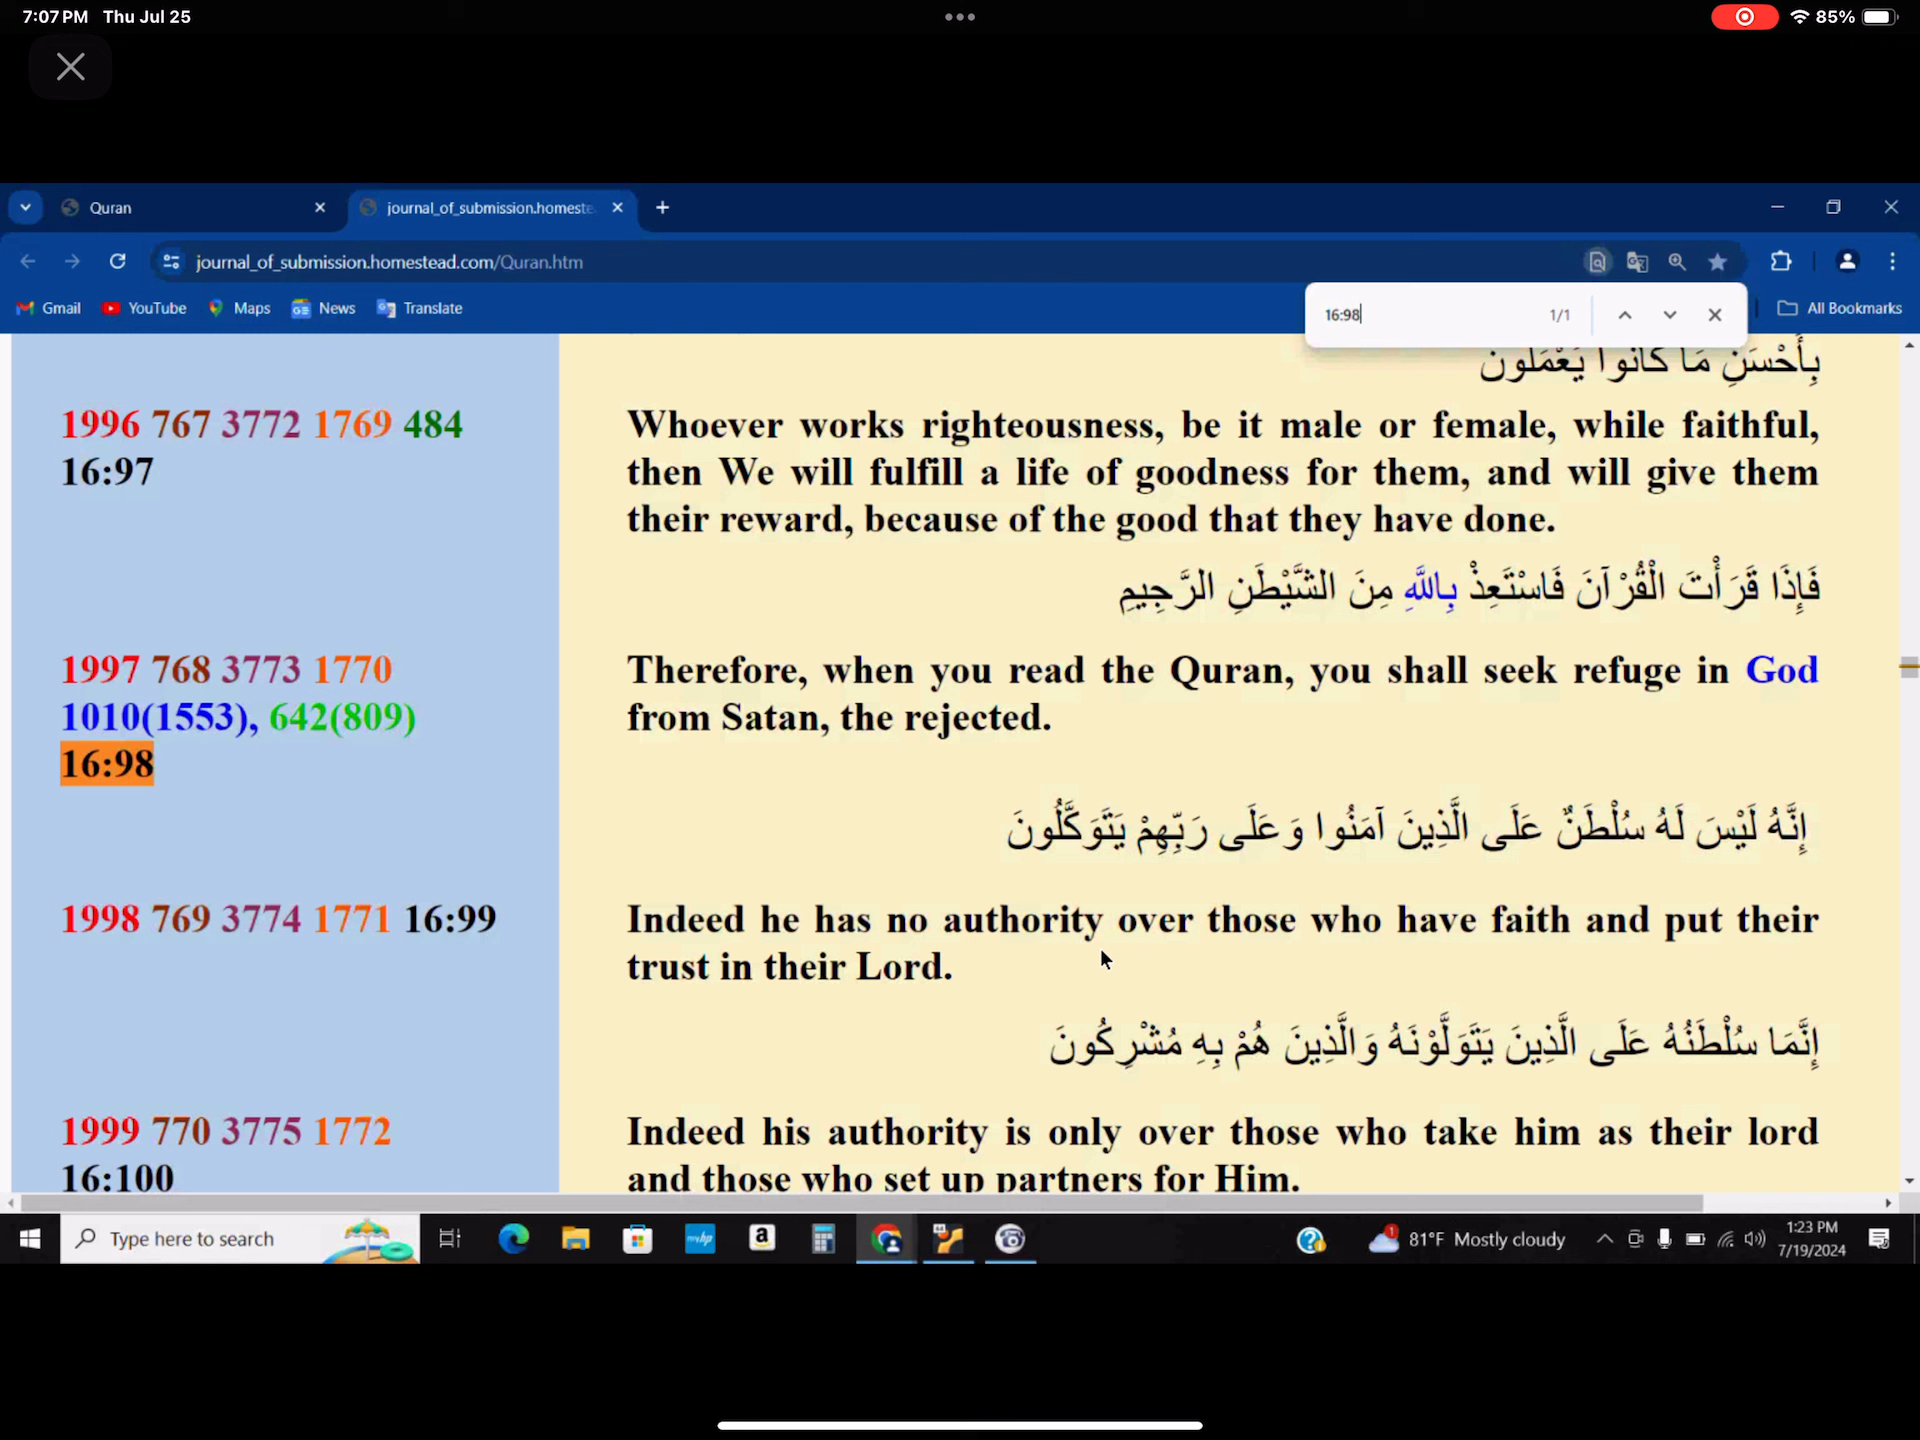 7:07 PM Thu Jul 25
85%
Quran
journal_of_submission.homeste
journal_of_submission.homestead.com/Quran.htm
Gmail YouTube Maps News Translate
16:98 1/1
All Bookmarks
بِأَحْسَنِ مَا كَانُوا يَعْمَلُونَ
1996 767 3772 1769 484
16:97
Whoever works righteousness, be it male or female, while faithful,
then We will fulfill a life of goodness for them, and will give them
their reward, because of the good that they have done.
فَإِذَا قَرَأْتَ الْقُرْآنَ فَاسْتَعِذْ بِاللَّهِ مِنَ الشَّيْطَنِ الرَّجِيمِ
1997 768 3773 1770
1010(1553), 642(809)
16:98
Therefore, when you read the Quran, you shall seek refuge in God
from Satan, the rejected.
إِنَّهُ لَيْسَ لَهُ سُلْطَنٌ عَلَى الَّذِينَ آمَنُوا وَعَلَى رَبِّهِمْ يَتَوَكَّلُونَ
1998 769 3774 1771 16:99
Indeed he has no authority over those who have faith and put their
trust in their Lord.
إِنَّمَا سُلْطَنُهُ عَلَى الَّذِينَ يَتَوَلَّوْنَهُ وَالَّذِينَ هُمْ بِهِ مُشْرِكُونَ
1999 770 3775 1772
16:100
Indeed his authority is only over those who take him as their lord
and those who set up partners for Him.
Type here to search
myhp
a
1
81°F Mostly cloudy
1:23 PM
7/19/2024